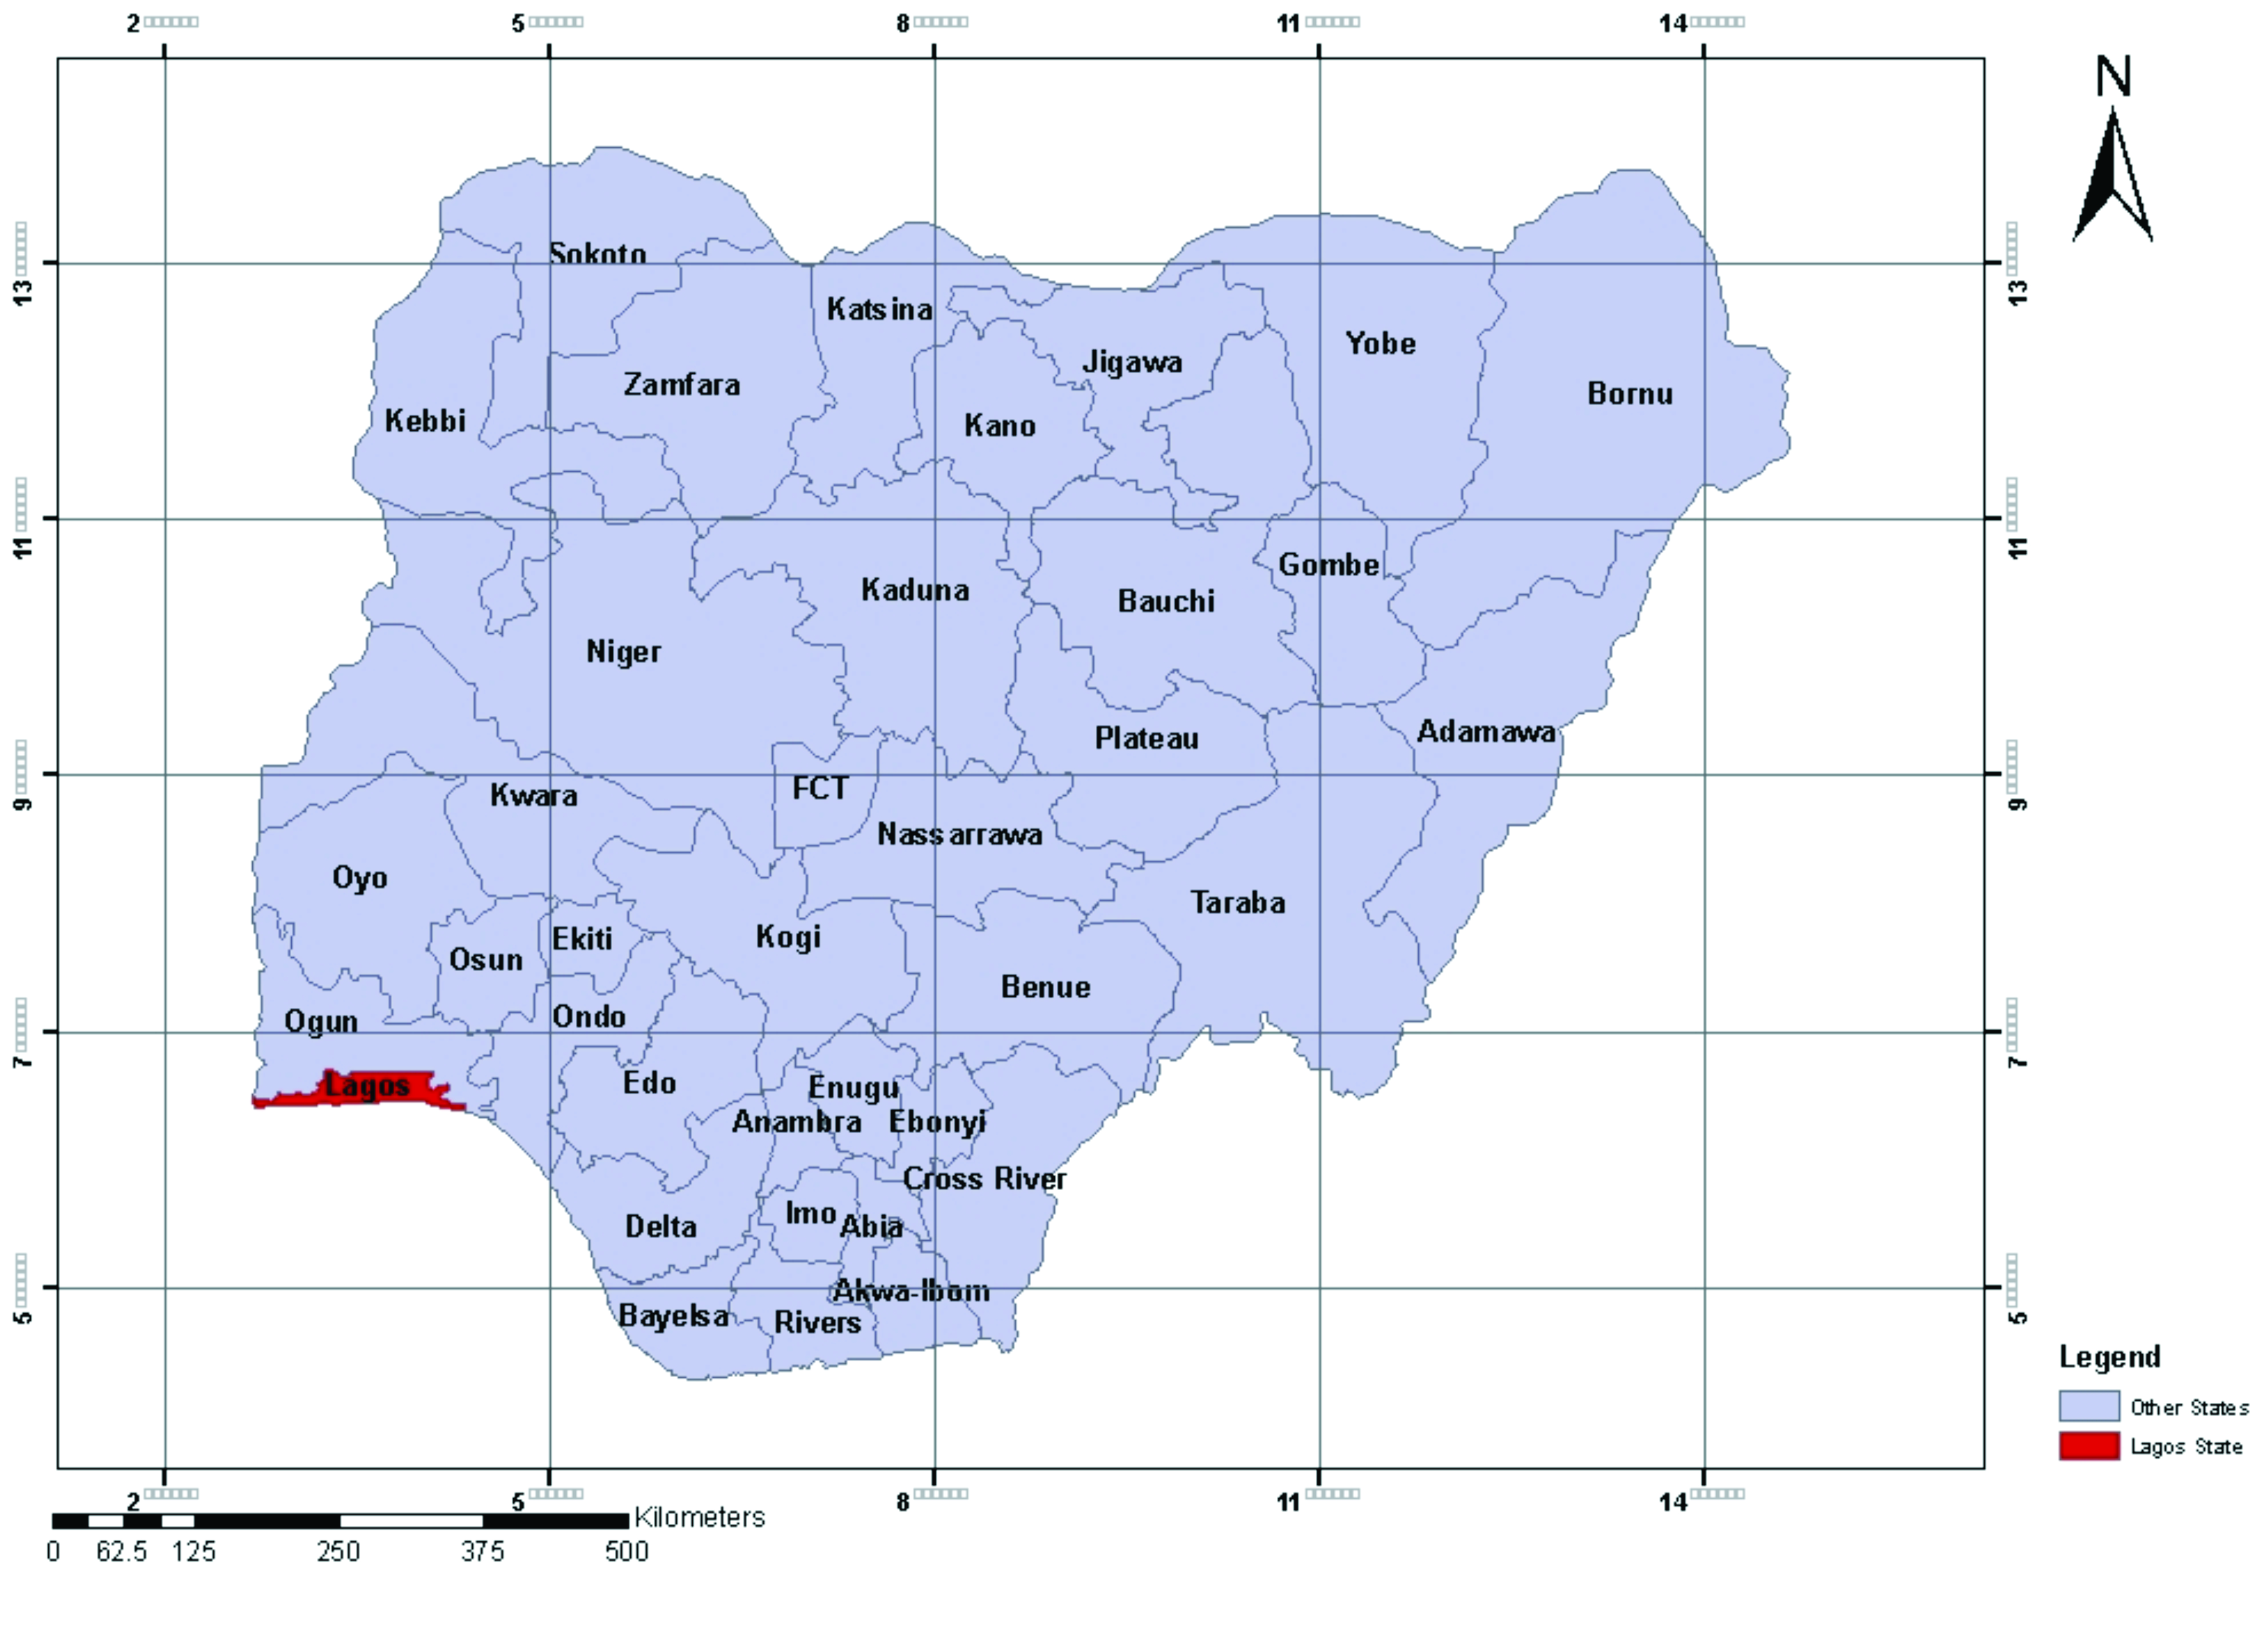 2 5 8 11 14
N
Sokoto
13 13
Katsina
Yobe
Jigawa
Zamfara
Bornu
Kebbi
Kano
11 11
Gombe
Kaduna
Bauchi
Niger
Adamawa
Plateau
FCT
Kwara
9 9
Nassarrawa
Oyo
Taraba
Kogi
Ekiti
Osun
Benue
Ondo
Ogun
7 7
Edo
Lagos
Enugu
Anambra
Ebonyi
Cross River
Imo
Abia
Delta
Akwa-Ibom
5 5
Bayelsa
Rivers
Legend
Other States
Lagos State
2 5 8 11 14
Kilometers
0 62.5 125 250 375 500